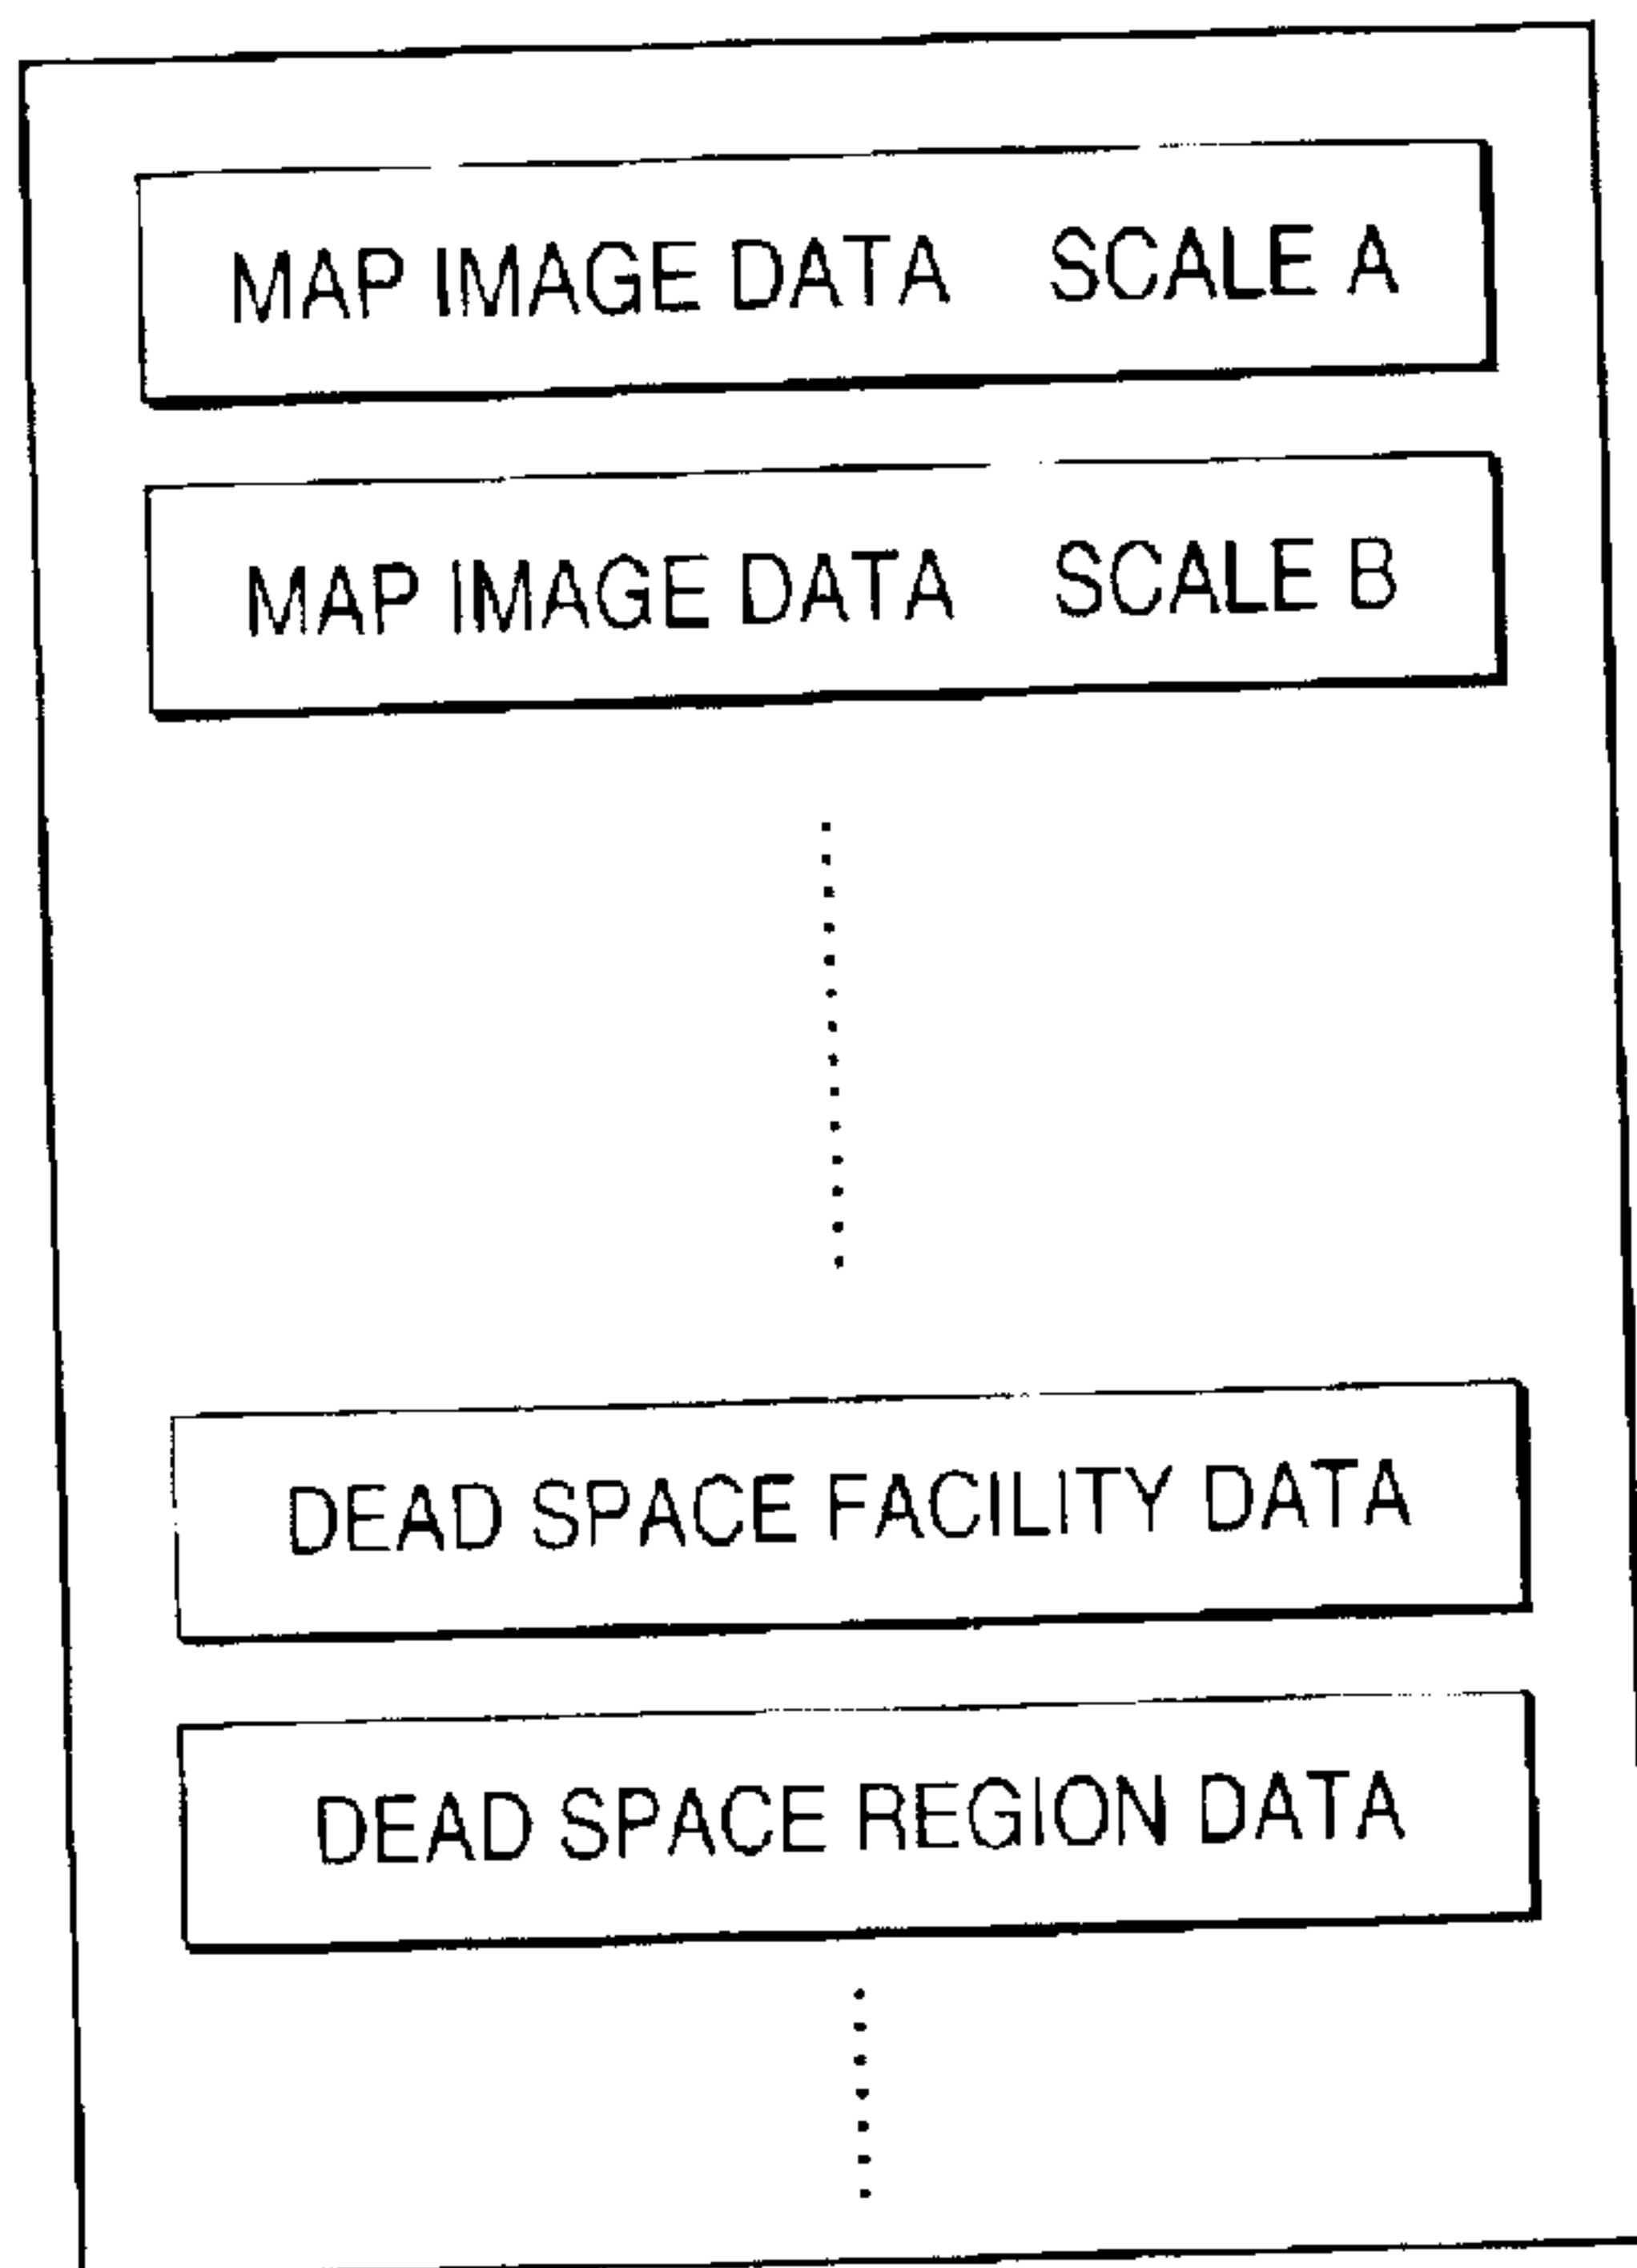 MAP IMAGE DATA SCALE A
MAP IMAGE DATA SCALE B
DEAD SPACE FACILITY DATA
DEAD SPACE REGION DATA